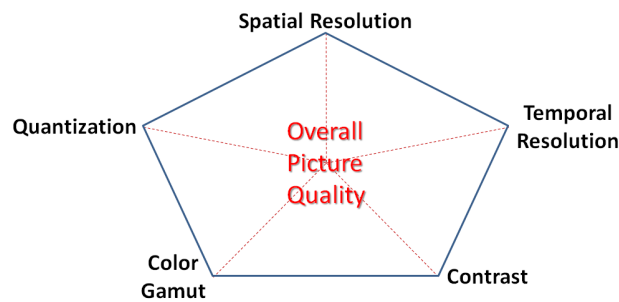 Spatial Resolution
Quantization
Temporal
Resolution
Overall
Picture
Quality
Color
Gamut
Contrast